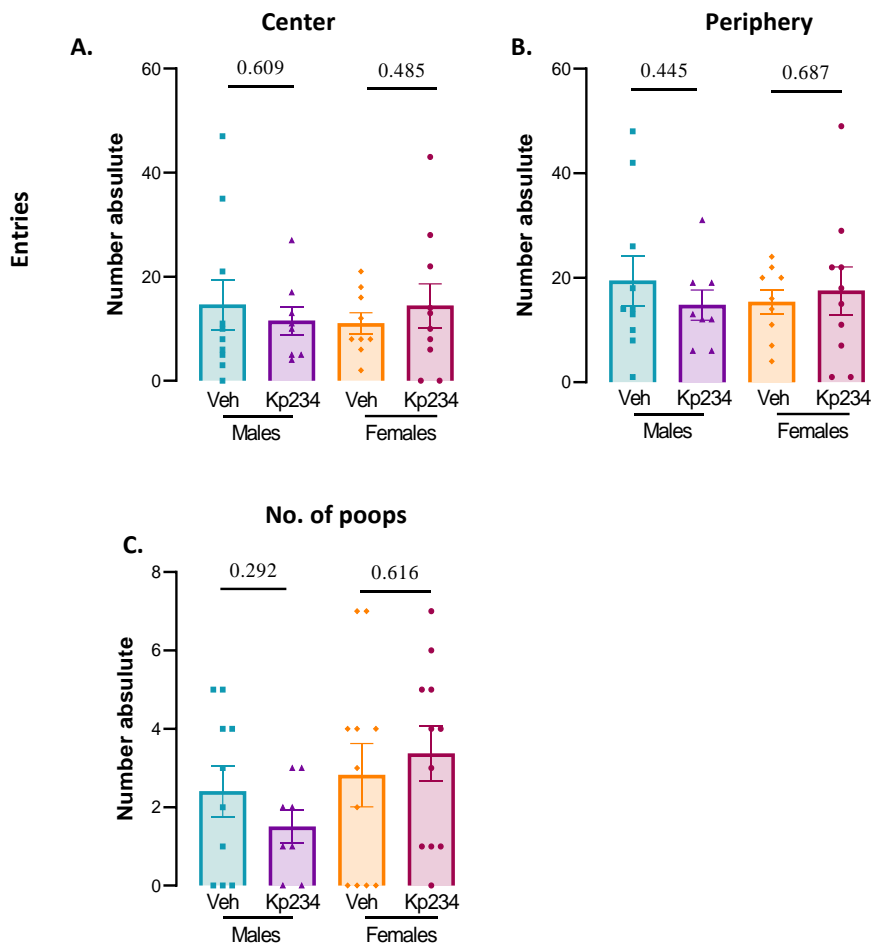 Center
A.
Entries
Number absulute
60
40
20
0
0.609
0.485
Veh Kp234 Veh Kp234
Males Females
Periphery
B.
Number absulute
60
40
20
0
0.445
0.687
Veh Kp234 Veh Kp234
Males Females
No. of poops
C.
Number absulute
8
6
4
2
0
0.292
0.616
Veh Kp234 Veh Kp234
Males Females